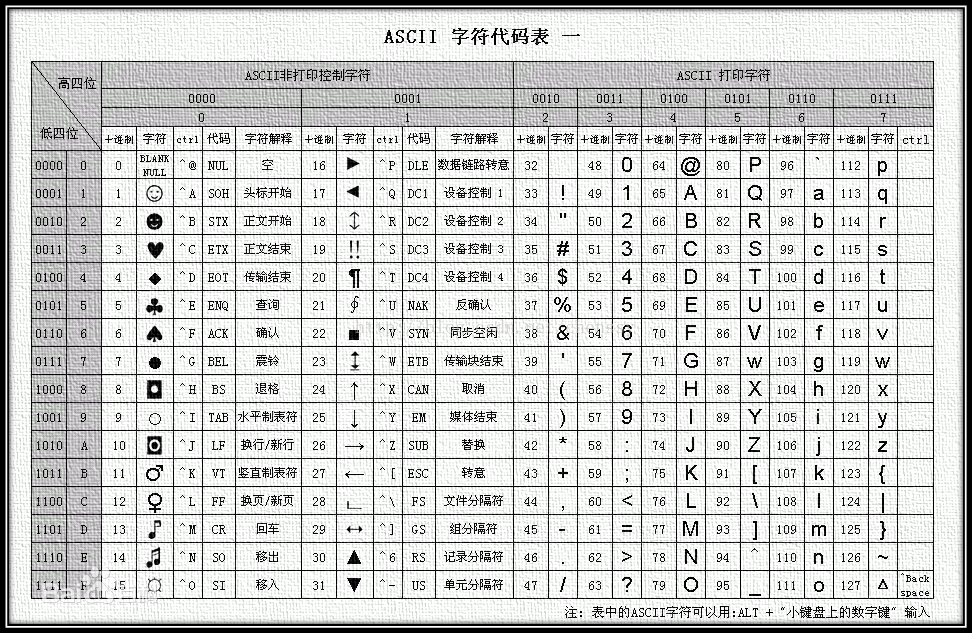 ASCII 字符代码表 一
高四位 ASCII非打印控制字符 ASCII 打印字符
0000 0001 0010 0011 0100 0101 0110 0111
0 1 2 3 4 5 6 7
低四位 十进制 字符 ctrl 代码 字符解释 十进制 字符 ctrl 代码 字符解释 十进制 字符 十进制 字符 十进制 字符 十进制 字符 十进制 字符 十进制 字符 ctrl
0000 0 0 BLANK NULL ^@ NUL 空 16 ► ^P DLE 数据链路转意 32 48 0 64 @ 80 P 96 ` 112 p
0001 1 1 ☺ ^A SOH 头标开始 17 ◄ ^Q DC1 设备控制 1 33 ! 49 1 65 A 81 Q 97 a 113 q
0010 2 2 ☻ ^B STX 正文开始 18 ↕ ^R DC2 设备控制 2 34 " 50 2 66 B 82 R 98 b 114 r
0011 3 3 ♥ ^C ETX 正文结束 19 ‼ ^S DC3 设备控制 3 35 # 51 3 67 C 83 S 99 c 115 s
0100 4 4 ♦ ^D EOT 传输结束 20 ¶ ^T DC4 设备控制 4 36 $ 52 4 68 D 84 T 100 d 116 t
0101 5 5 ♣ ^E ENQ 查询 21 ∮ ^U NAK 反确认 37 % 53 5 69 E 85 U 101 e 117 u
0110 6 6 ♠ ^F ACK 确认 22 ■ ^V SYN 同步空闲 38 & 54 6 70 F 86 V 102 f 118 v
0111 7 7 ● ^G BEL 震铃 23 ↨ ^W ETB 传输块结束 39 ' 55 7 71 G 87 w 103 g 119 w
1000 8 8 ◘ ^H BS 退格 24 ↑ ^X CAN 取消 40 ( 56 8 72 H 88 X 104 h 120 x
1001 9 9 ○ ^I TAB 水平制表符 25 ↓ ^Y EM 媒体结束 41 ) 57 9 73 I 89 Y 105 i 121 y
1010 A 10 ◙ ^J LF 换行/新行 26 → ^Z SUB 替换 42 * 58 : 74 J 90 Z 106 j 122 z
1011 B 11 ♂ ^K VT 竖直制表符 27 ← ^[ ESC 转意 43 + 59 ; 75 K 91 [ 107 k 123 {
1100 C 12 ♀ ^L FF 换页/新页 28 ∟ ^\ FS 文件分隔符 44 , 60 < 76 L 92 \ 108 l 124 |
1101 D 13 ♪ ^M CR 回车 29 ↔ ^] GS 组分隔符 45 - 61 = 77 M 93 ] 109 m 125 }
1110 E 14 ♫ ^N SO 移出 30 ▲ ^6 RS 记录分隔符 46 . 62 > 78 N 94 ^ 110 n 126 ~
1111 F 15 ☼ ^O SI 移入 31 ▼ ^- US 单元分隔符 47 / 63 ? 79 O 95 _ 111 o 127 Δ ^Back space
注: 表中的ASCII字符可以用:ALT + "小键盘上的数字键" 输入